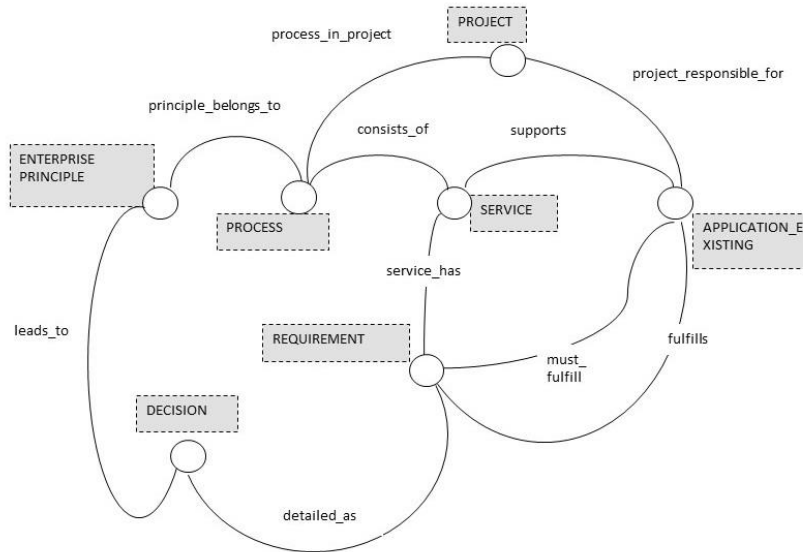 PROJECT
process_in_project
project_responsible_for
principle_belongs_to
consists_of
supports
ENTERPRISE
PRINCIPLE
PROCESS
SERVICE
APPLICATION_E
XISTING
service_has
leads_to
REQUIREMENT
fulfills
must_
fulfill
DECISION
detailed_as